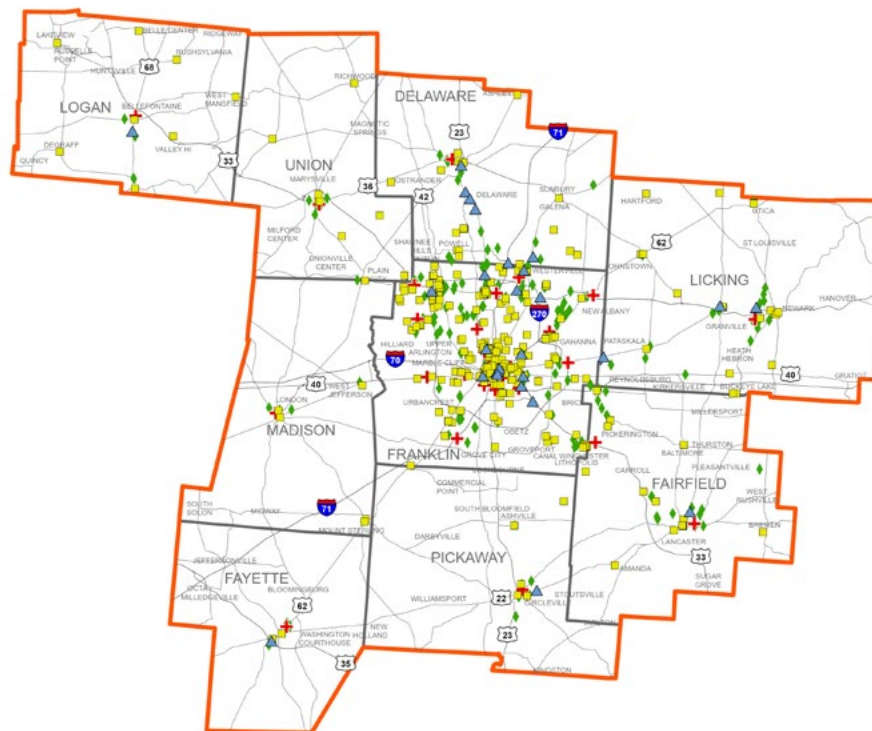 LAKEVIEW
BELLE CENTER
RIDGEWAY
RUSSELLS
POINT
RUSHSYLVANIA
HUNTSVILLE
68
RICHWOOD
LOGAN
BELLEFONTAINE
WEST
MANSFIELD
DELAWARE
ASHLEY
DEGRAFF
VALLEY HI
MAGNETIC
SPRINGS
23
71
QUINCY
33
UNION
MARYSVILLE
36
OSTRANDER
42
DELAWARE
SUNBURY
GALENA
HARTFORD
UTICA
MILFORD
CENTER
SHAWNEE
HILLS
POWELL
62
ST LOUISVILLE
UNIONVILLE
CENTER
PLAIN
CITY
WESTERVILLE
JOHNSTOWN
LICKING
HANOVER
NEWARK
NEW ALBANY
GRANVILLE
270
HILLIARD
UPPER
ARLINGTON
GAHANNA
PATASKALA
HEATH
HEBRON
70
MARBLE CLIFF
40
GRATIOT
40
WEST
JEFFERSON
REYNOLDSBURG
KIRKERSVILLE
BUCKEYE LAKE
LONDON
URBANCREST
BRICE
MILLERSPORT
MADISON
OBETZ
PICKERINGTON
THURSTON
BALTIMORE
FRANKLIN
GROVE CITY
GROVEPORT
CANAL WINCHESTER
LITHOPOLIS
CARROLL
PLEASANTVILLE
COMMERCIAL
POINT
FAIRFIELD
WEST
RUSHVILLE
SOUTH
SOLON
MIDWAY
71
MOUNT STERLING
SOUTH BLOOMFIELD
ASHVILLE
BREMEN
DARBYVILLE
LANCASTER
JEFFERSONVILLE
PICKAWAY
33
FAYETTE
BLOOMINGBURG
AMANDA
SUGAR
GROVE
OCTA
MILLEDGEVILLE
62
WILLIAMSPORT
22
CIRCLEVILLE
STOUTSVILLE
WASHINGTON
COURTHOUSE
NEW
HOLLAND
23
TARLTON
35
KINGSTON